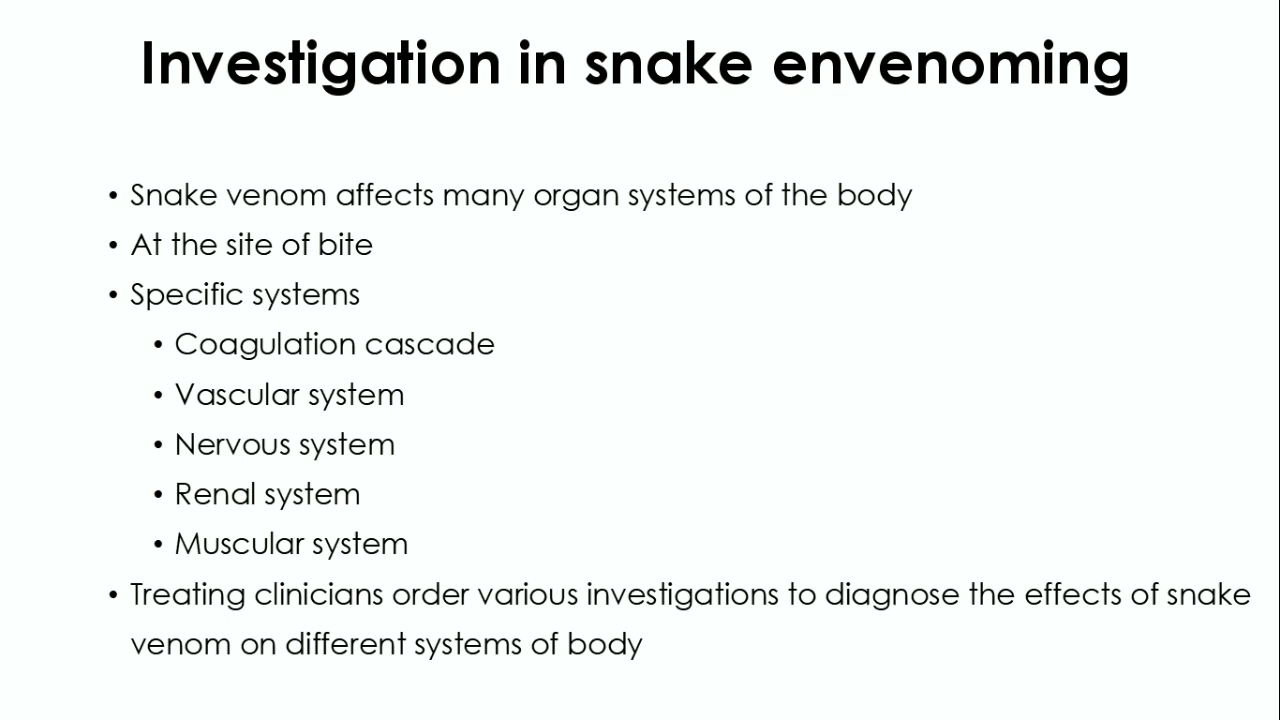 Investigation in snake envenoming
• Snake venom affects many organ systems of the body
• At the site of bite
• Specific systems
• Coagulation cascade
• Vascular system
• Nervous system
• Renal system
• Muscular system
• Treating clinicians order various investigations to diagnose the effects of snake
venom on different systems of body